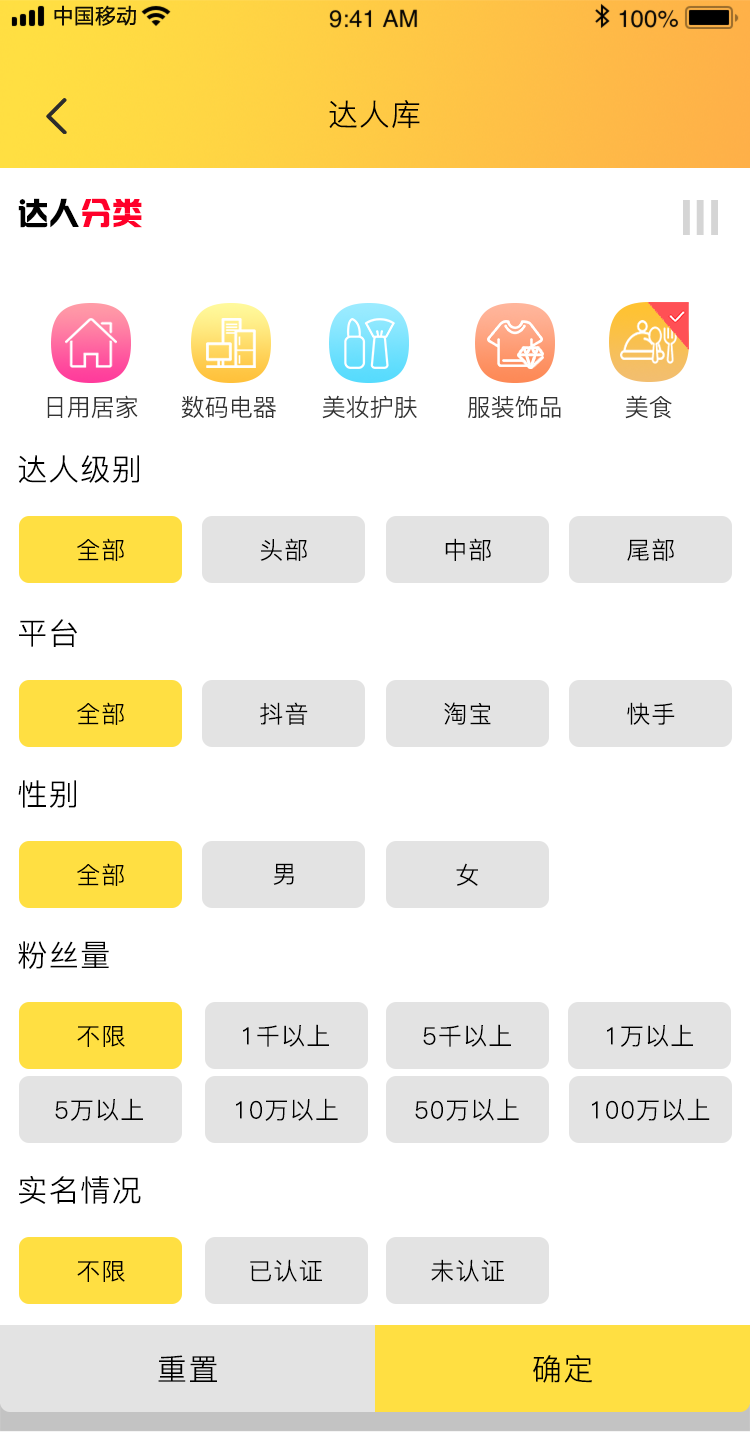 中国移动 9:41 AM 100%
达人库
达人分类
日用居家 数码电器 美妆护肤 服装饰品 美食
达人级别
全部 头部 中部 尾部
平台
全部 抖音 淘宝 快手
性别
全部 男 女
粉丝量
不限 1千以上 5千以上 1万以上
5万以上 10万以上 50万以上 100万以上
实名情况
不限 已认证 未认证
重置 确定